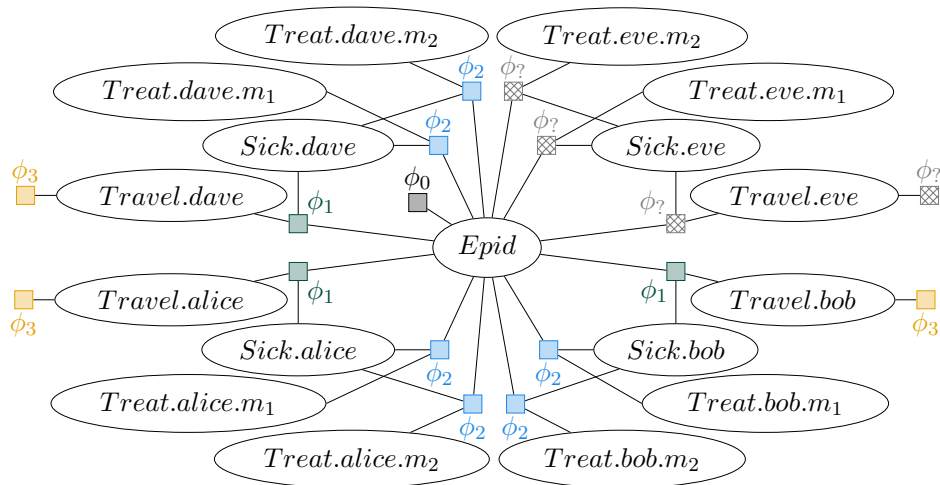 Treat.dave.m₂ Treat.eve.m₂
ϕ₂ ϕ?
Treat.dave.m₁ Treat.eve.m₁
ϕ₂ ϕ?
Sick.dave Sick.eve
ϕ₃ ϕ₀ ϕ?
Travel.dave ϕ₁ ϕ? Travel.eve
Epid
Travel.alice ϕ₁ ϕ₁ Travel.bob
ϕ₃ ϕ₃
Sick.alice Sick.bob
ϕ₂ ϕ₂
Treat.alice.m₁ Treat.bob.m₁
ϕ₂ ϕ₂
Treat.alice.m₂ Treat.bob.m₂